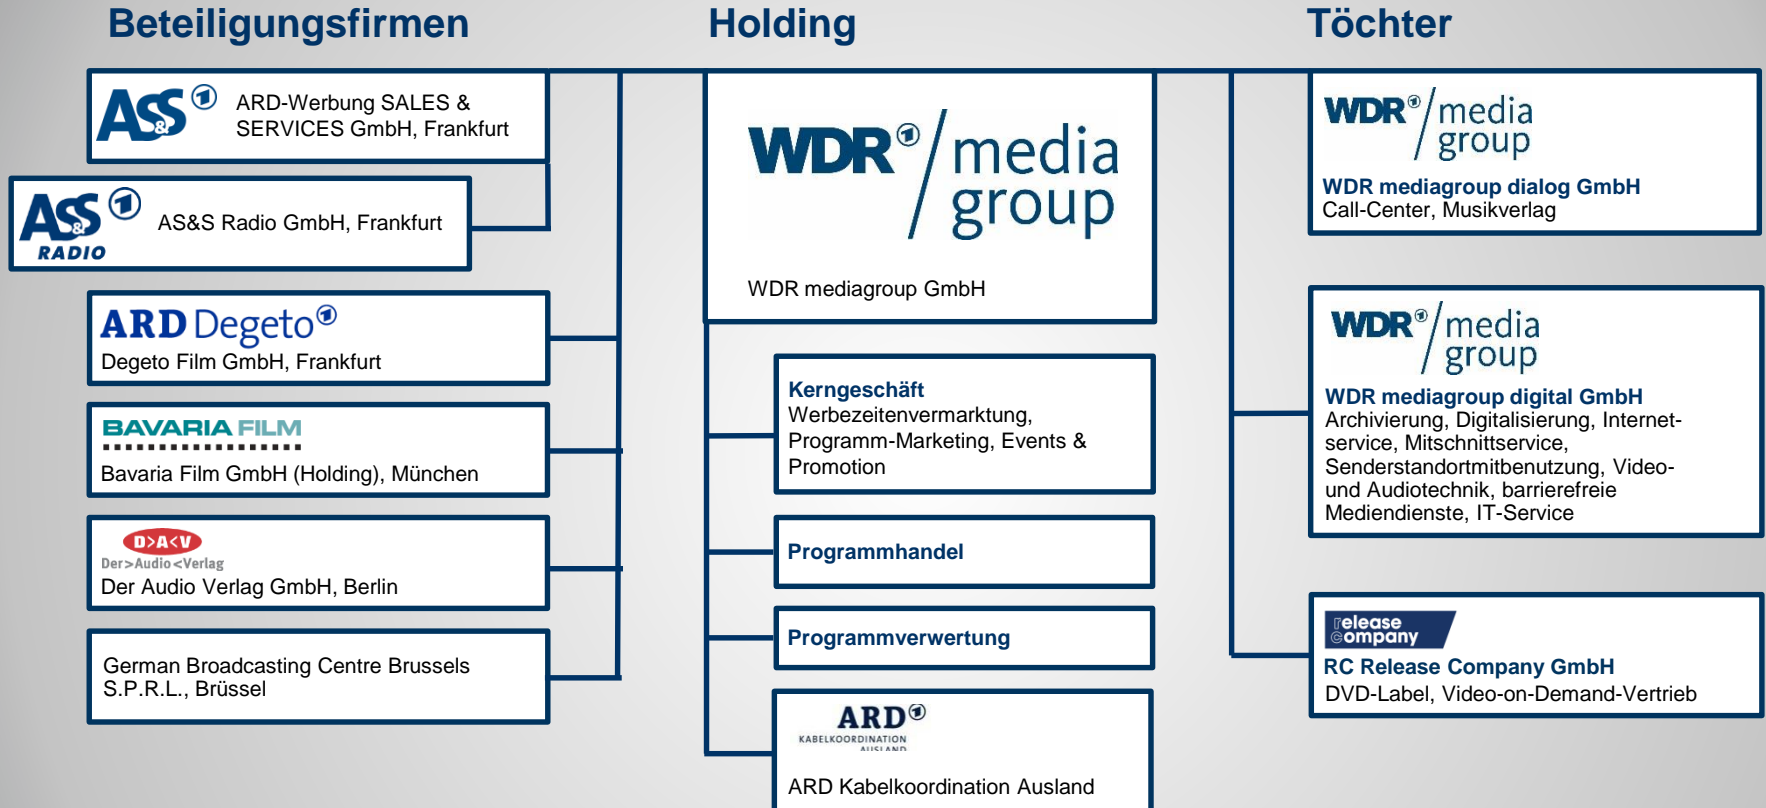 Beteiligungsfirmen
AS&S
ARD-Werbung SALES &
SERVICES GmbH, Frankfurt
AS&S
RADIO
AS&S Radio GmbH, Frankfurt
ARD Degeto
Degeto Film GmbH, Frankfurt
BAVARIA FILM
Bavaria Film GmbH (Holding), München
D>A<V
Der>Audio<Verlag
Der Audio Verlag GmbH, Berlin
German Broadcasting Centre Brussels
S.P.R.L., Brüssel
Holding
WDR® media
group
WDR mediagroup GmbH
Kerngeschäft
Werbezeitenvermarktung,
Programm-Marketing, Events &
Promotion
Programmhandel
Programmverwertung
ARD
KABELKOORDINATION
AUSLAND
ARD Kabelkoordination Ausland
Töchter
WDR® media
group
WDR mediagroup dialog GmbH
Call-Center, Musikverlag
WDR® media
group
WDR mediagroup digital GmbH
Archivierung, Digitalisierung, Internet-
service, Mitschnittservice,
Senderstandortmitbenutzung, Video-
und Audiotechnik, barrierefreie
Mediendienste, IT-Service
release
company
RC Release Company GmbH
DVD-Label, Video-on-Demand-Vertrieb